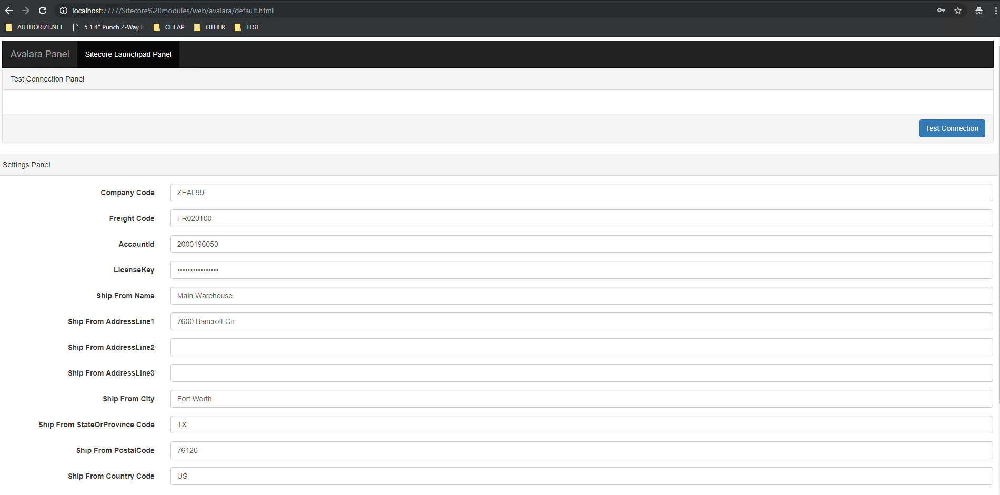 localhost:7777/Sitecore%20modules/web/avalara/default.html
AUTHORIZE.NET 5 1 4" Punch 2-Way CHEAP OTHER TEST
Avalara Panel Sitecore Launchpad Panel
Test Connection Panel
Test Connection
Settings Panel
Company Code ZEAL99
Freight Code FR020100
AccountId 2000196050
LicenseKey ••••••••••••••••
Ship From Name Main Warehouse
Ship From AddressLine1 7600 Bancroft Cir
Ship From AddressLine2
Ship From AddressLine3
Ship From City Fort Worth
Ship From StateOrProvince Code TX
Ship From PostalCode 76120
Ship From Country Code US